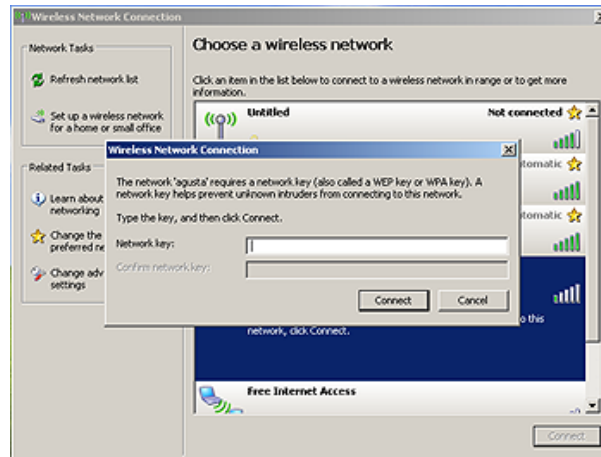 Wireless Network Connection
Network Tasks
Refresh network list
Set up a wireless network
for a home or small office
Related Tasks
Learn about
networking
Change the
preferred ne
Change adv
settings
Choose a wireless network
Click an item in the list below to connect to a wireless network in range or to get more
information.
Untitled
Not connected
tomatic
tomatic
Wireless Network Connection
The network 'agusta' requires a network key (also called a WEP key or WPA key). A
network key helps prevent unknown intruders from connecting to this network.
Type the key, and then click Connect.
Network key:
Confirm network key:
Connect
Cancel
o this
network, click Connect.
Free Internet Access
Connect